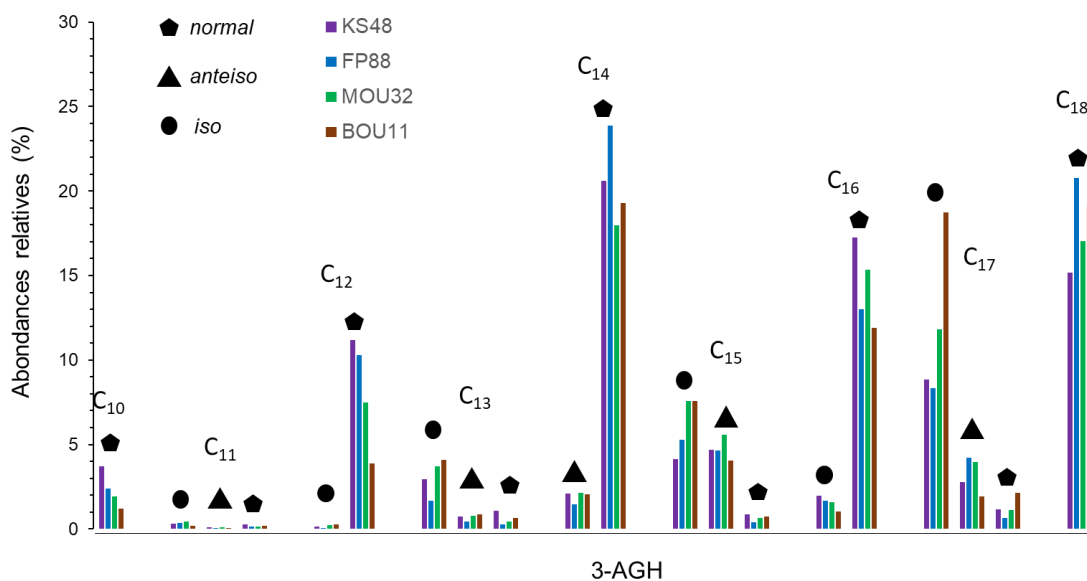 30
25
20
15
10
5
0
Abondances relatives (%)
normal
anteiso
iso
KS48
FP88
MOU32
BOU11
C10
C11
C12
C13
C14
C15
C16
C17
C18
3-AGH